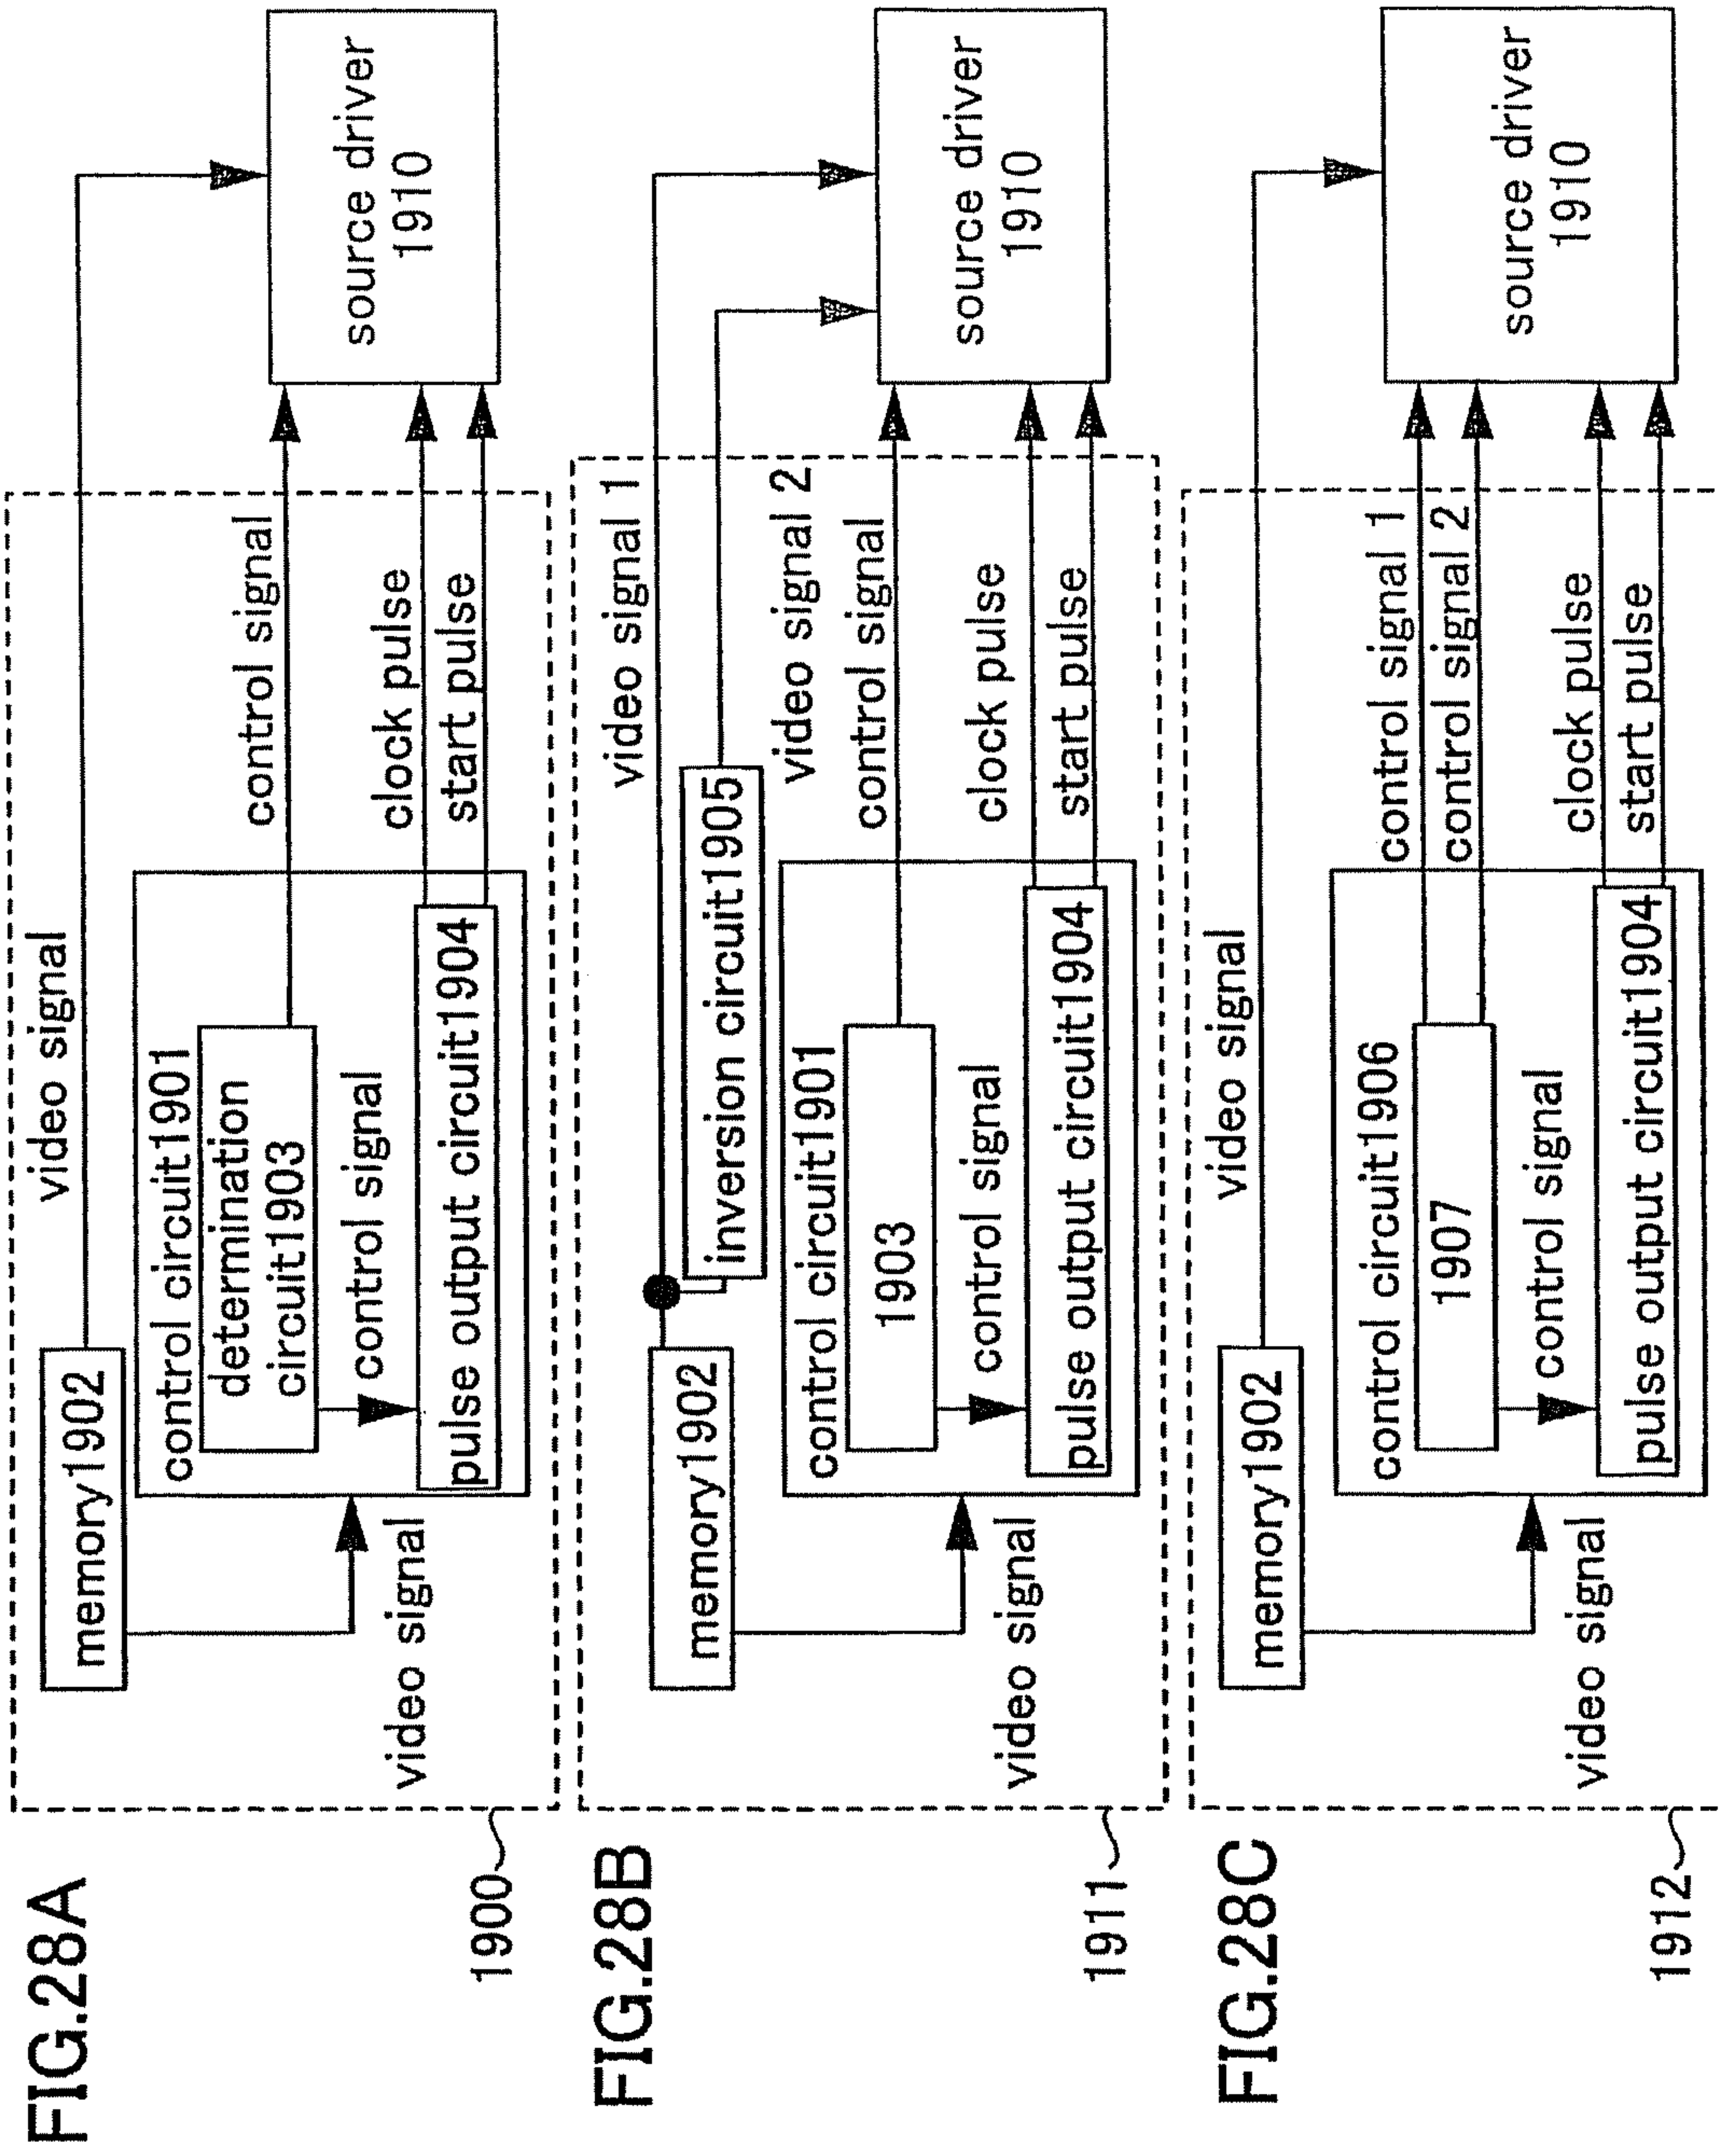 FIG.28A
1900
video signal
memory1902
control circuit1901
determination
circuit1903
control signal
pulse output circuit1904
video signal
control signal
clock pulse
start pulse
source driver
1910
FIG.28B
1911
video signal 1
memory1902
inversion circuit1905
video signal 2
control circuit1901
1903
control signal
pulse output circuit1904
video signal
control signal
clock pulse
start pulse
source driver
1910
FIG.28C
1912
video signal
memory1902
control circuit1906
1907
control signal
pulse output circuit1904
video signal
control signal 1
control signal 2
clock pulse
start pulse
source driver
1910